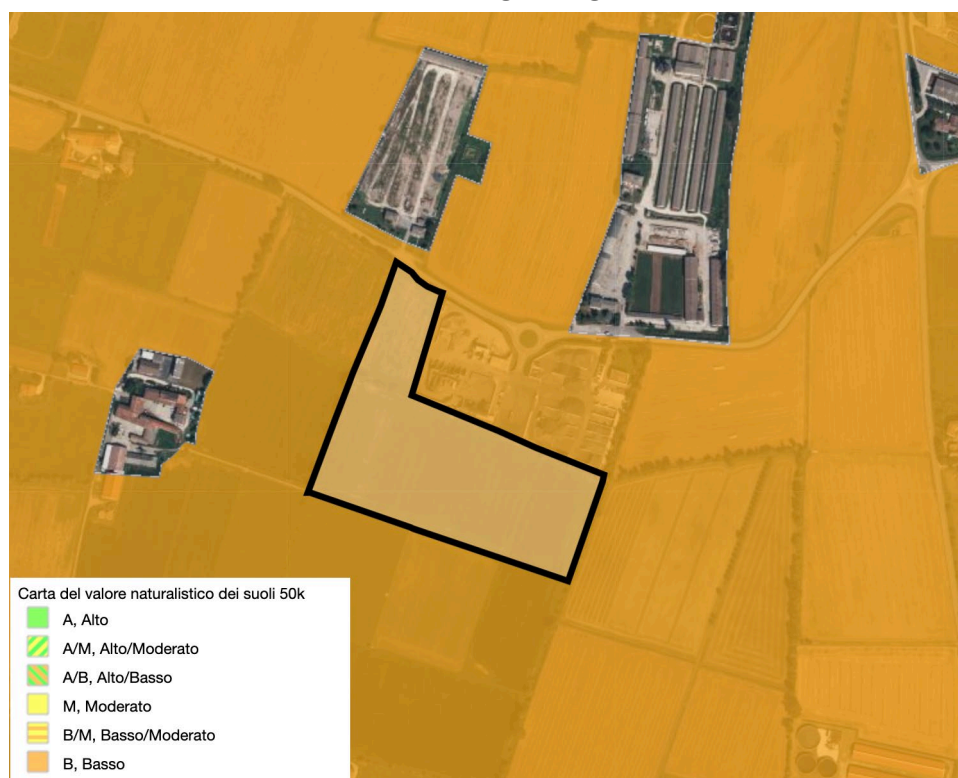 Carta del valore naturalistico dei suoli 50k
A, Alto
A/M, Alto/Moderato
A/B, Alto/Basso
M, Moderato
B/M, Basso/Moderato
B, Basso